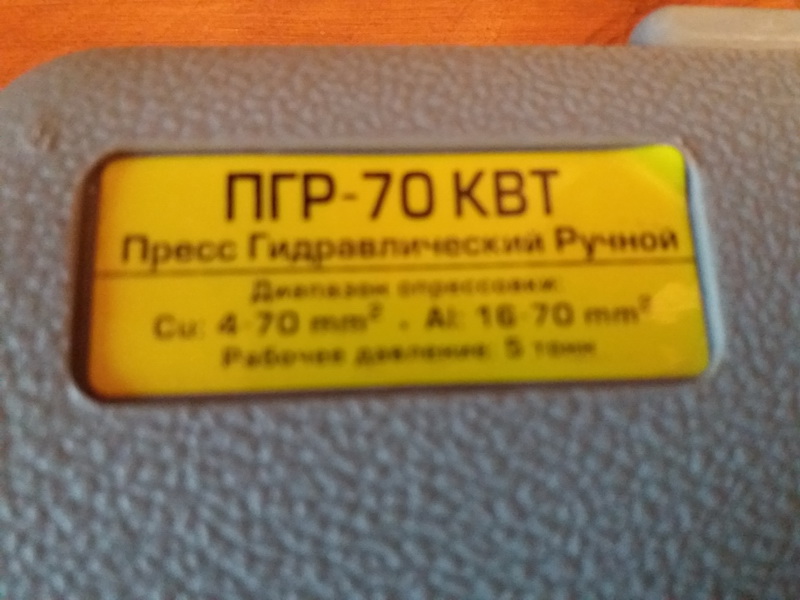 ПГР-70 КВТ
Пресс Гидравлический Ручной
Диапазон опрессовки:
Cu: 4-70 mm² . Al: 16-70 mm²
Рабочее давление: 5 тонн